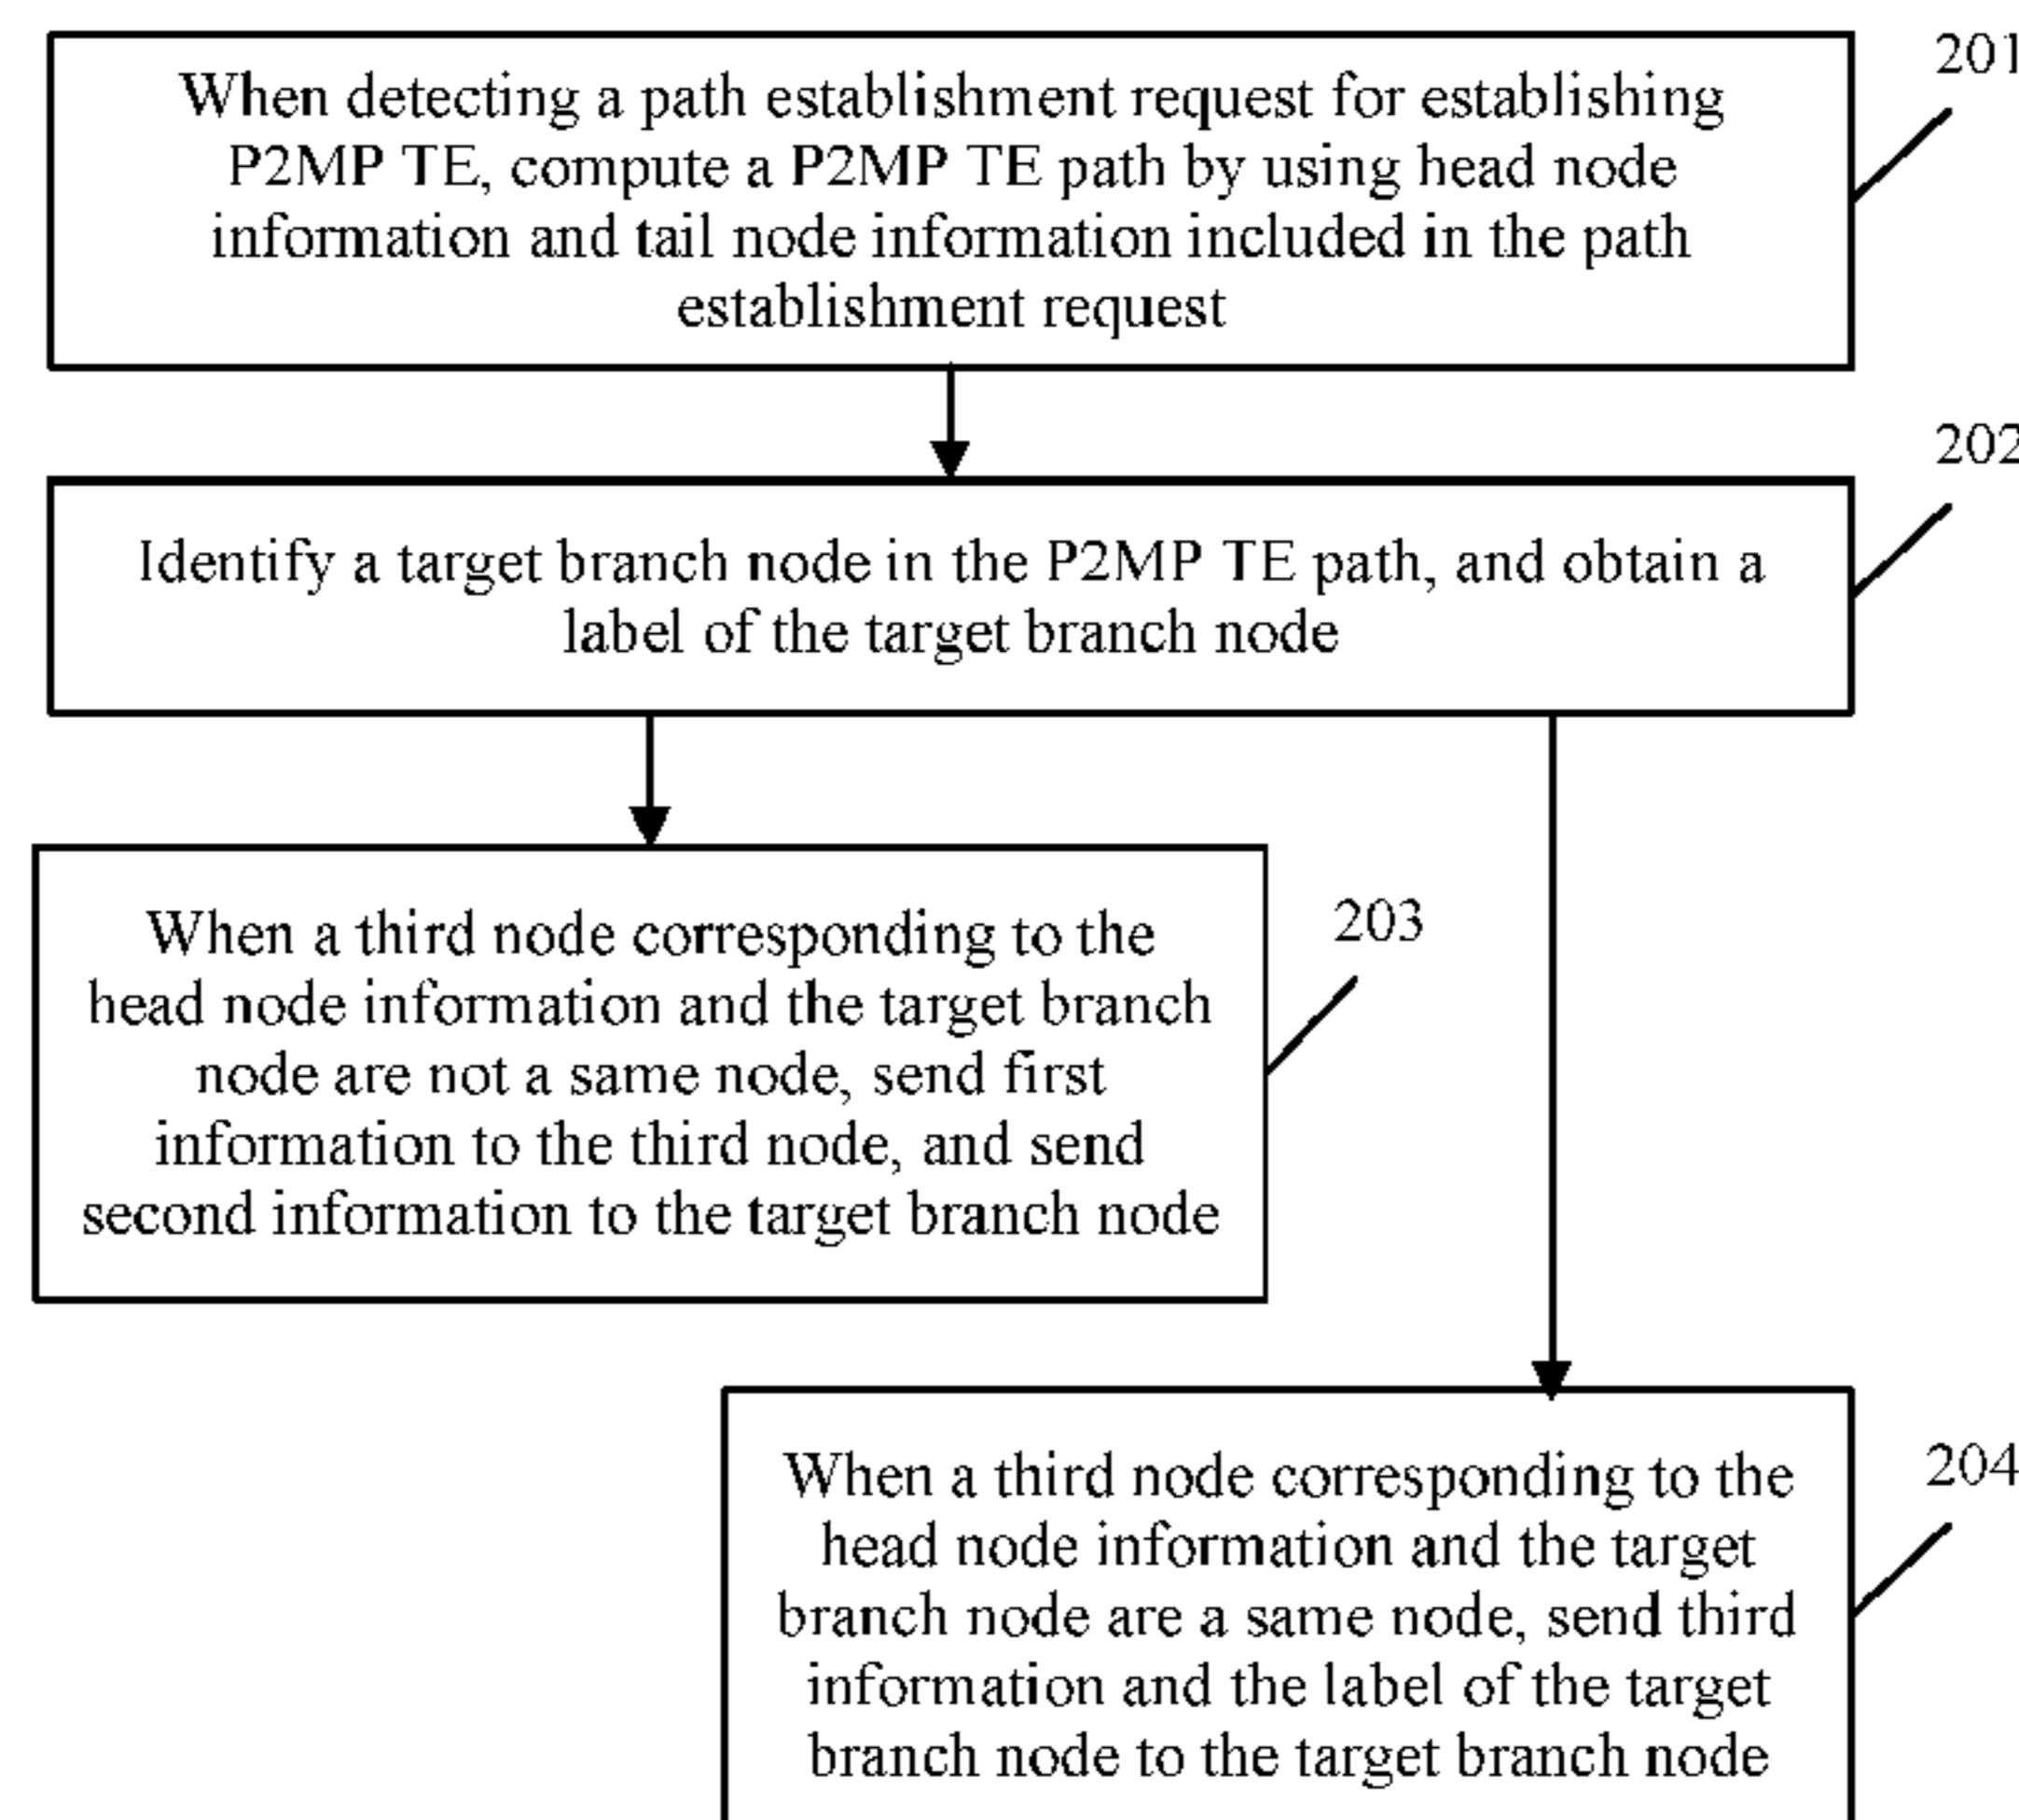 When detecting a path establishment request for establishing
P2MP TE, compute a P2MP TE path by using head node
information and tail node information included in the path
establishment request
201
Identify a target branch node in the P2MP TE path, and obtain a
label of the target branch node
202
When a third node corresponding to the
head node information and the target branch
node are not a same node, send first
information to the third node, and send
second information to the target branch node
203
When a third node corresponding to the
head node information and the target
branch node are a same node, send third
information and the label of the target
branch node to the target branch node
204